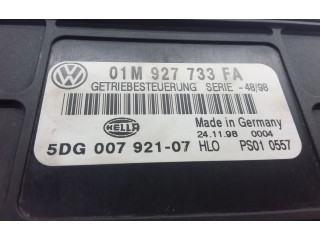 01M 927 733 FA
GETRIEBESTEUERUNG SERIE -48/98
HELLA
Made in Germany
24.11.98 0004
5DG 007 921-07 HLO PS01 0557